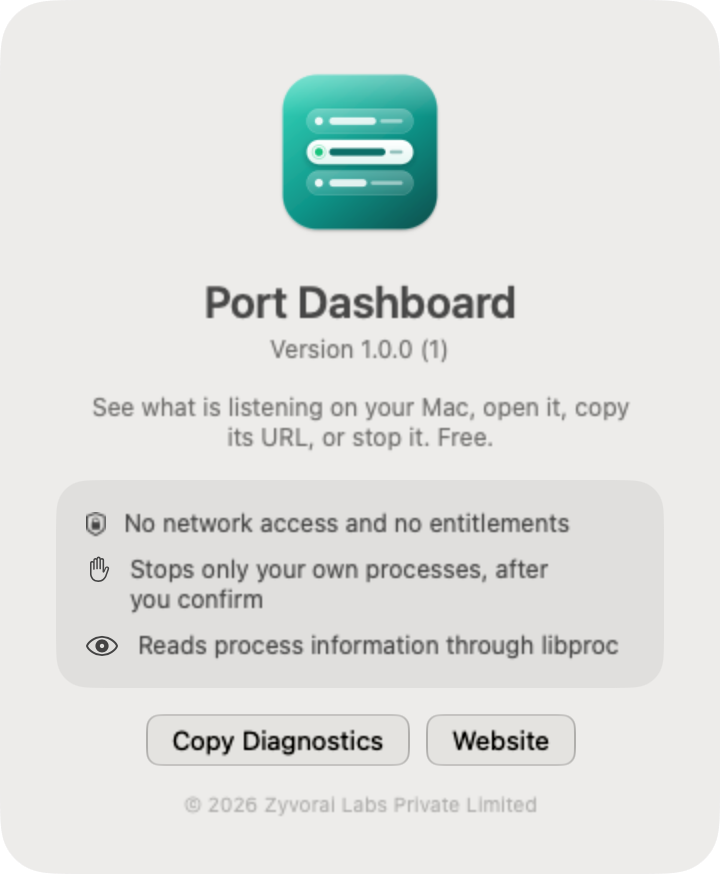 Port Dashboard
Version 1.0.0 (1)
See what is listening on your Mac, open it, copy
its URL, or stop it. Free.
No network access and no entitlements
Stops only your own processes, after
you confirm
Reads process information through libproc
Copy Diagnostics
Website
© 2026 Zyvorai Labs Private Limited